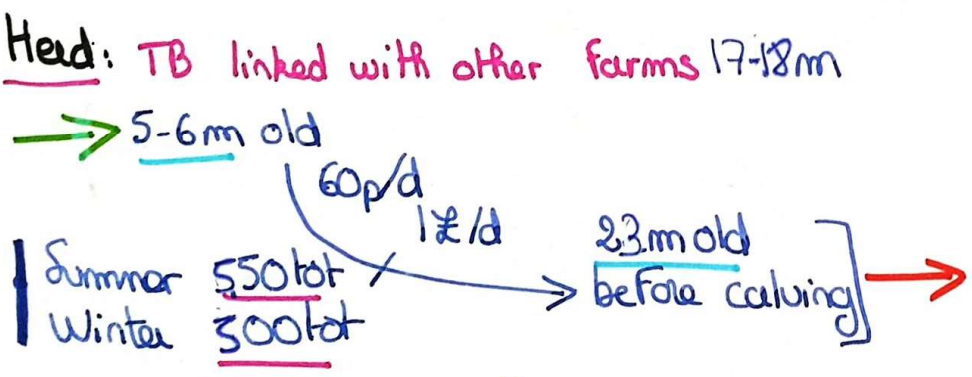 Herd: TB linked with other farms 17-18m
5-6m old
60p/d
1£/d
23m old
before calving
Summer 550tot
Winter 300tot